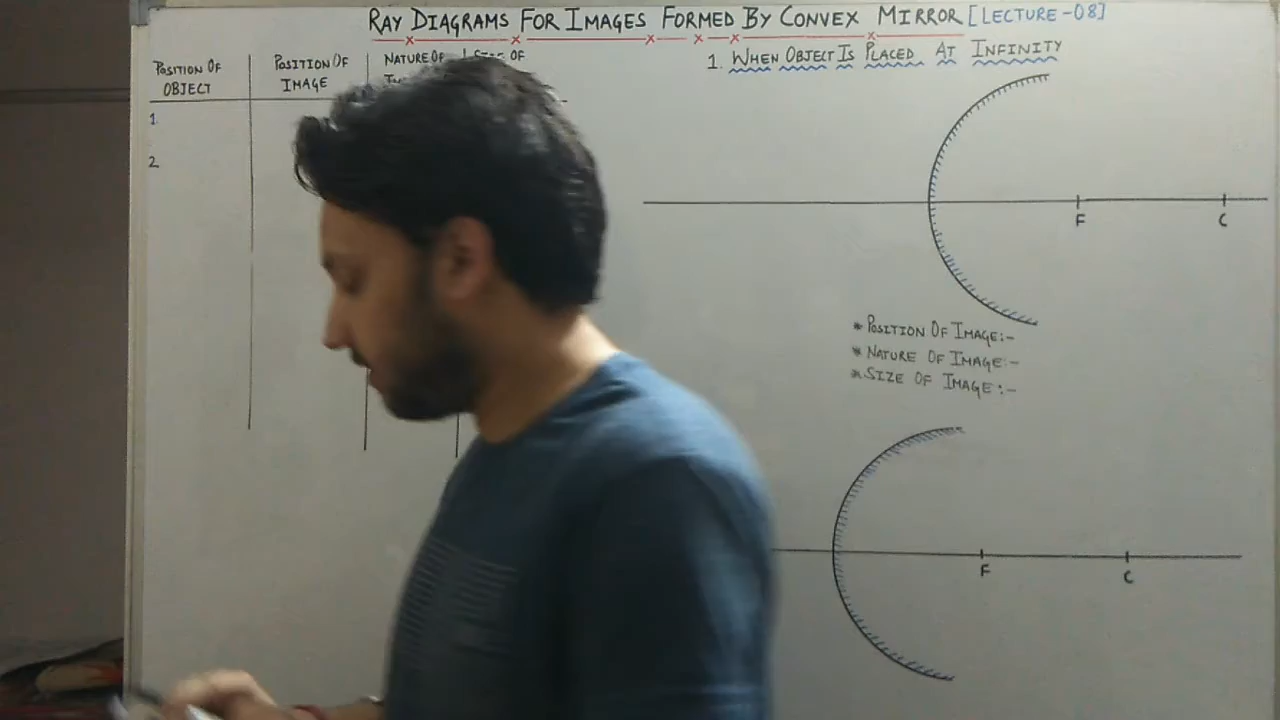 RAY DIAGRAMS FOR IMAGES FORMED BY CONVEX MIRROR [LECTURE-08]
POSITION OF OBJECT
POSITION OF IMAGE
NATURE OF
OF
1
2
1. WHEN OBJECT IS PLACED AT INFINITY
F
C
* POSITION OF IMAGE:-
* NATURE OF IMAGE:-
* SIZE OF IMAGE:-
F
C